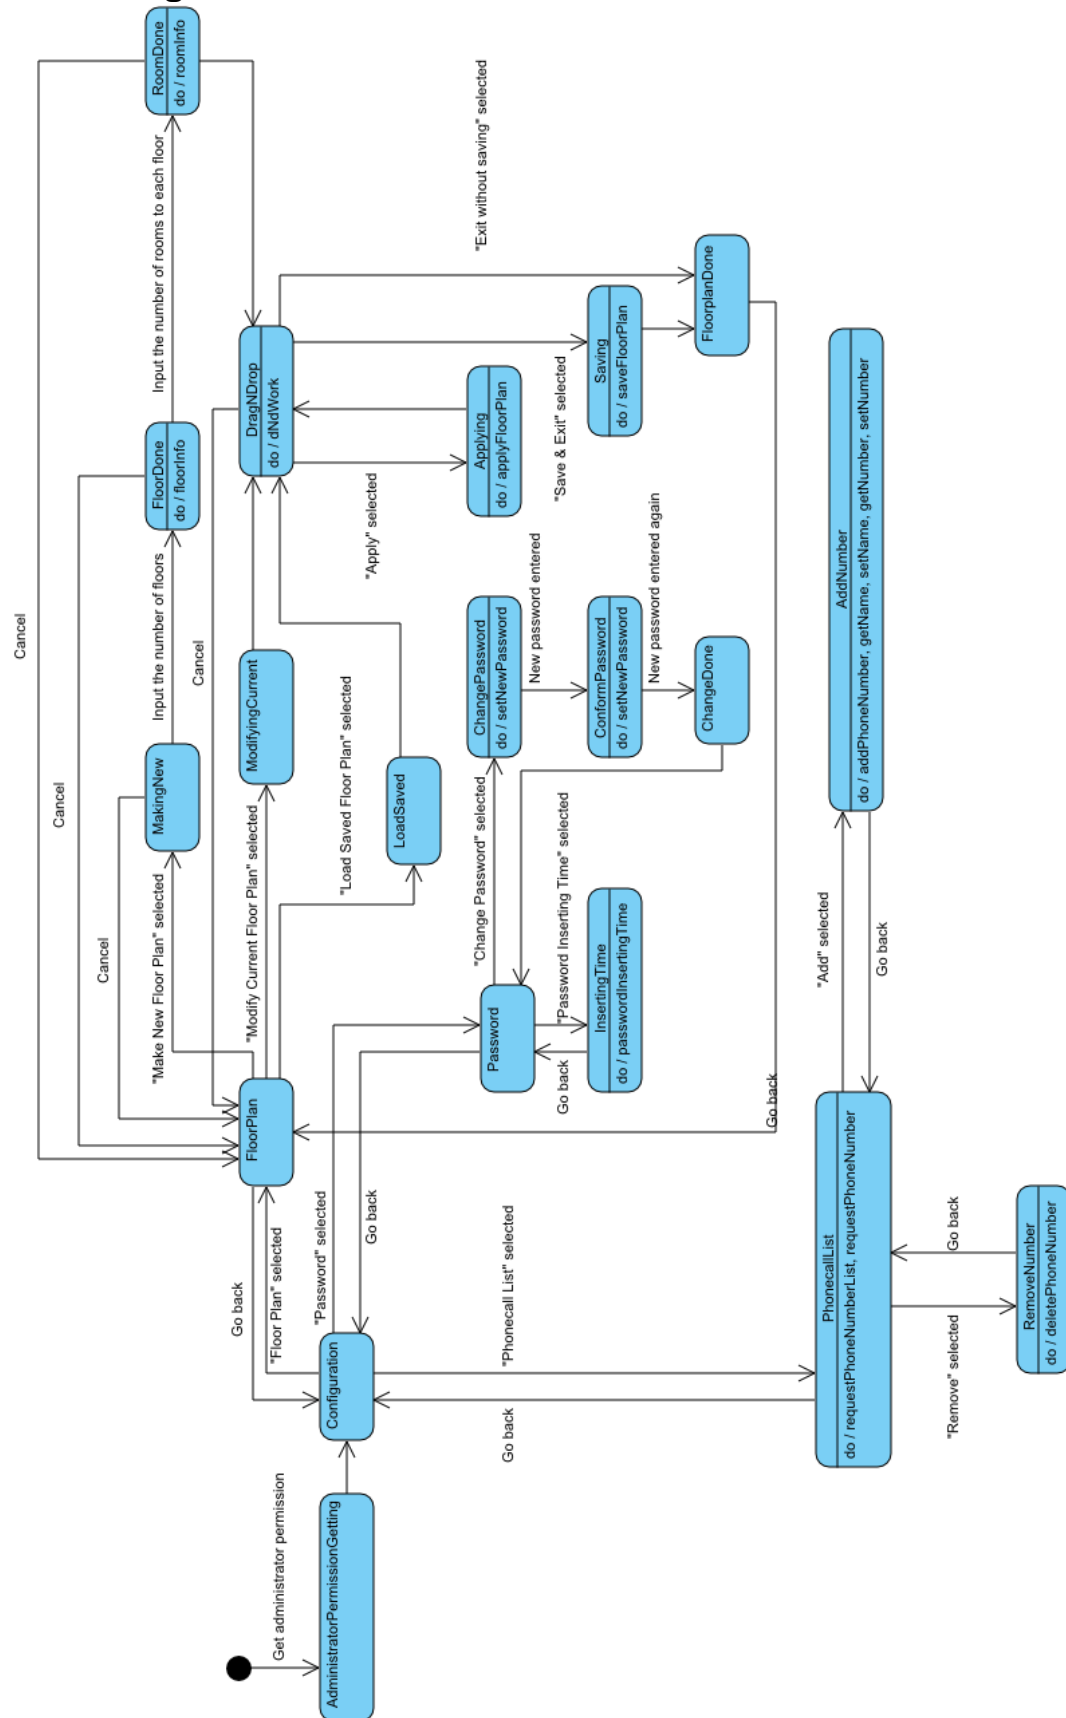 Get administrator permission
AdministratorPermissionGetting
Configuration
Go back
"Floor Plan" selected
"Password" selected
Go back
"Phonecall List" selected
Go back
FloorPlan
Cancel
Cancel
Cancel
Cancel
"Make New Floor Plan" selected
"Modify Current Floor Plan" selected
"Load Saved Floor Plan" selected
MakingNew
Input the number of floors
FloorDone
do / floorInfo
Input the number of rooms to each floor
RoomDone
do / roomInfo
ModifyingCurrent
LoadSaved
DragNDrop
do / dNdWork
"Apply" selected
Applying
do / applyFloorPlan
"Save & Exit" selected
Saving
do / saveFloorPlan
"Exit without saving" selected
FloorplanDone
Go back
Password
"Change Password" selected
ChangePassword
do / setNewPassword
New password entered
ConformPassword
do / setNewPassword
New password entered again
ChangeDone
"Password Inserting Time" selected
Go back
InsertingTime
do / passwordInsertingTime
PhonecallList
do / requestPhoneNumberList, requestPhoneNumber
"Add" selected
Go back
AddNumber
do / addPhoneNumber, getName, setName, getNumber, setNumber
"Remove" selected
Go back
RemoveNumber
do / deletePhoneNumber